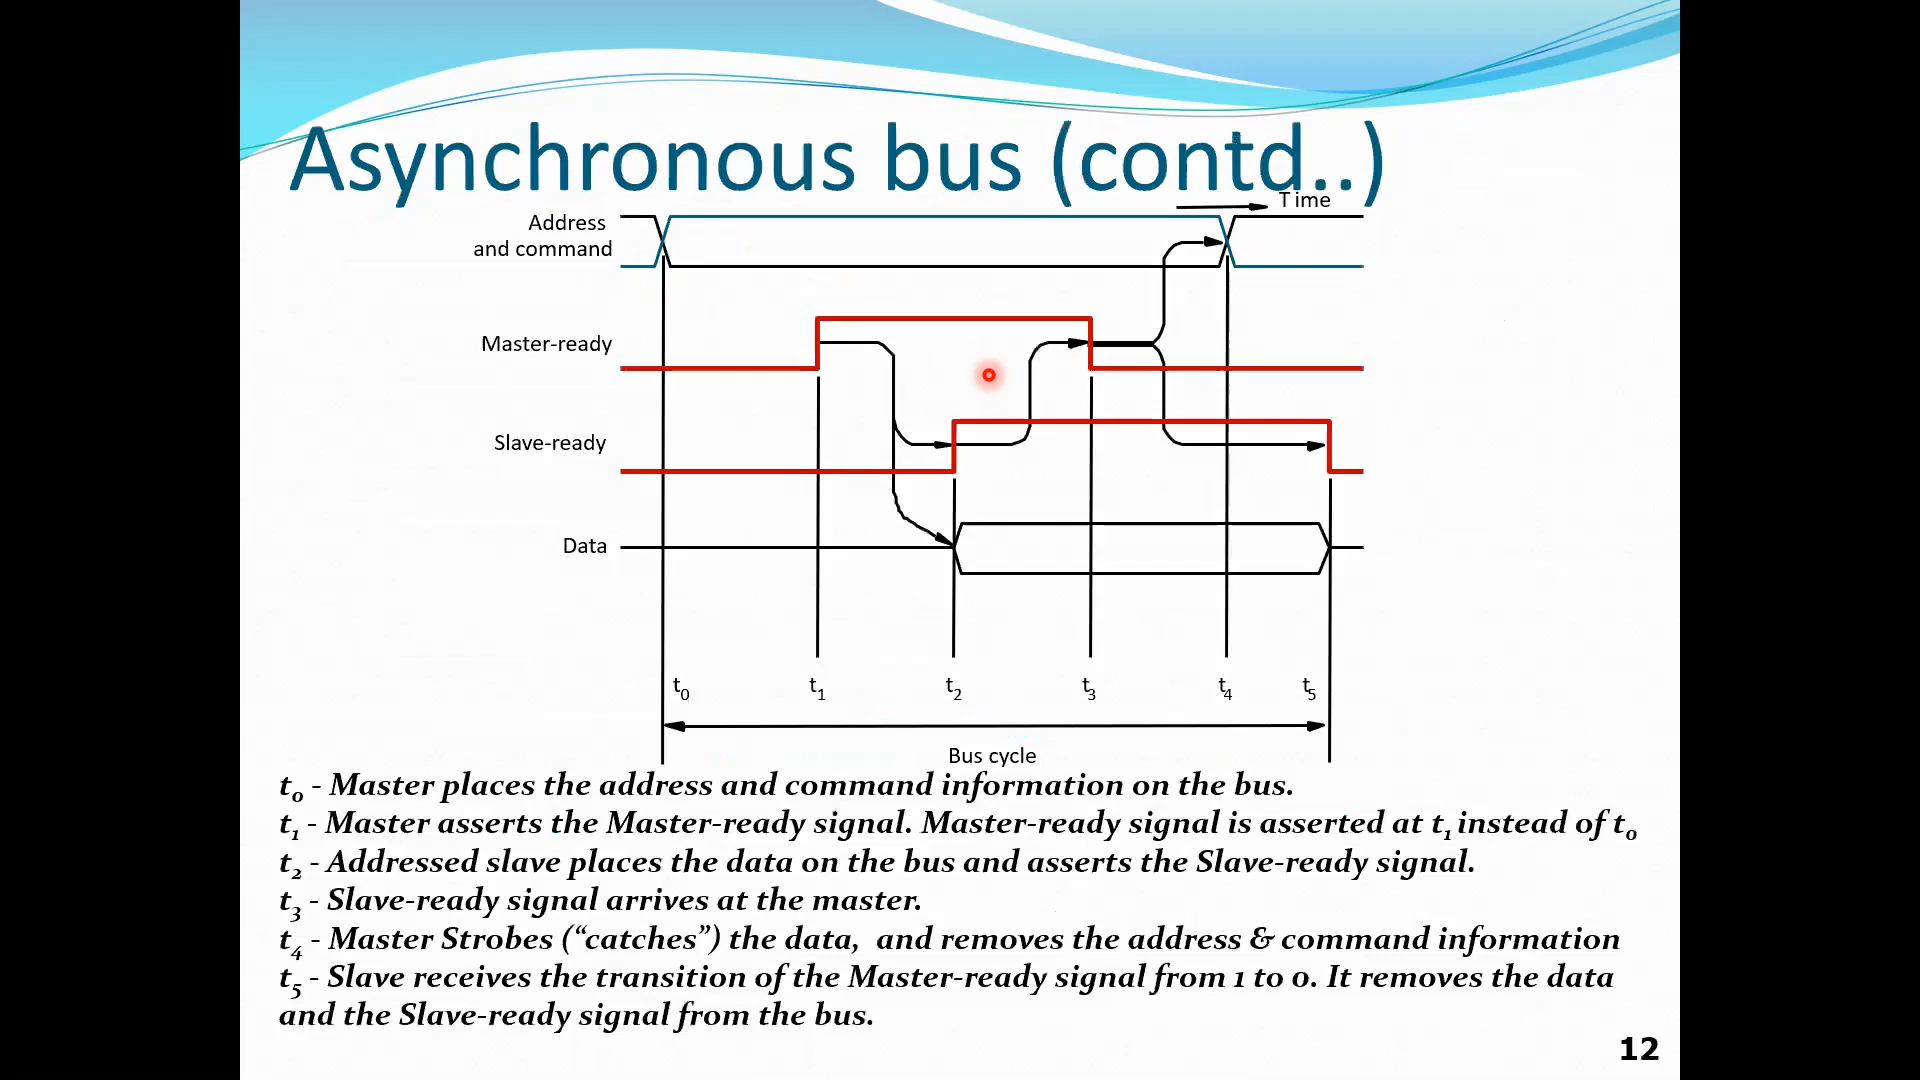 Asynchronous bus (contd..)
Time
Address
and command
Master-ready
Slave-ready
Data
t0 t1 t2 t3 t4 t5
Bus cycle
t0 - Master places the address and command information on the bus.
t1 - Master asserts the Master-ready signal. Master-ready signal is asserted at t1 instead of t0
t2 - Addressed slave places the data on the bus and asserts the Slave-ready signal.
t3 - Slave-ready signal arrives at the master.
t4 - Master Strobes (“catches”) the data, and removes the address & command information
t5 - Slave receives the transition of the Master-ready signal from 1 to 0. It removes the data
and the Slave-ready signal from the bus.
12